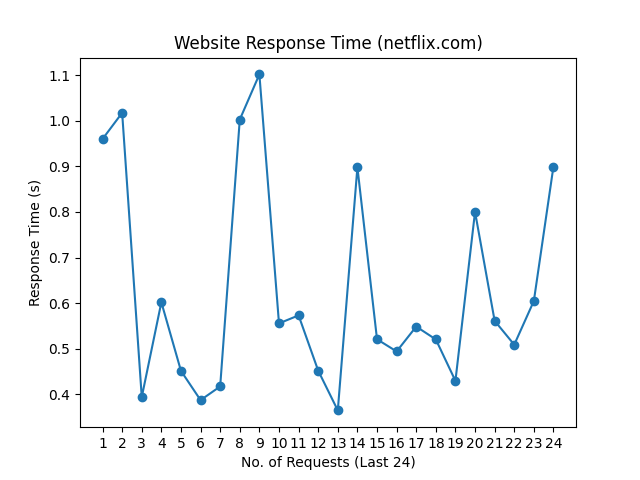 Website Response Time (netflix.com)
Response Time (s)
1.1
1.0
0.9
0.8
0.7
0.6
0.5
0.4
1 2 3 4 5 6 7 8 9 10 11 12 13 14 15 16 17 18 19 20 21 22 23 24
No. of Requests (Last 24)